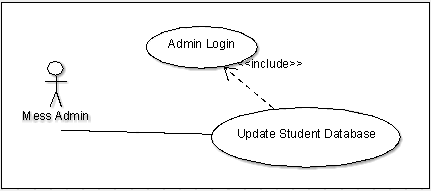 Admin Login
<<include>>
Mess Admin
Update Student Database